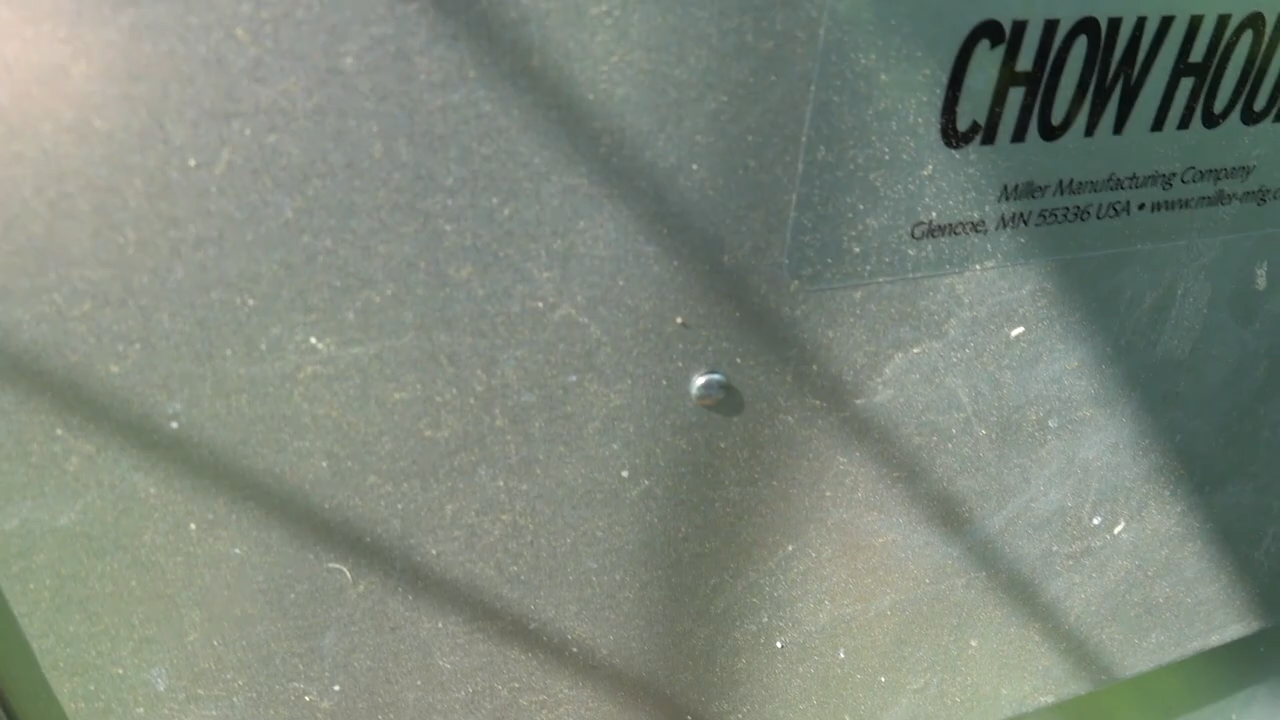 CHOW HOU
Miller Manufacturing Company
Glencoe, MN 55336 USA • www.miller-mfg.c